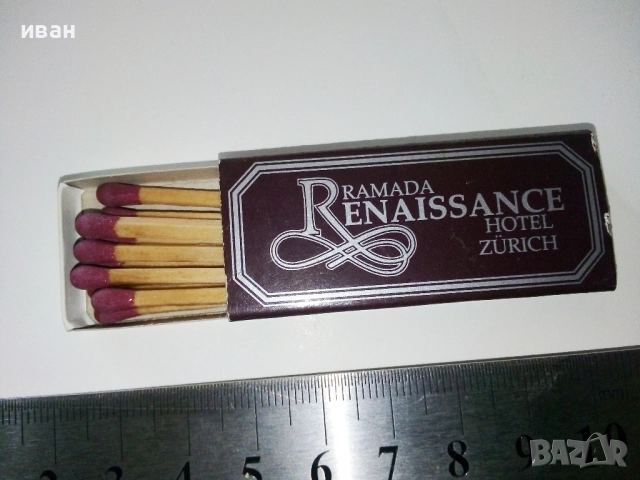 иван
RAMADA
RENAISSANCE
HOTEL
ZÜRICH
2 3 4 5 6 7 8 9 10
BAZAR